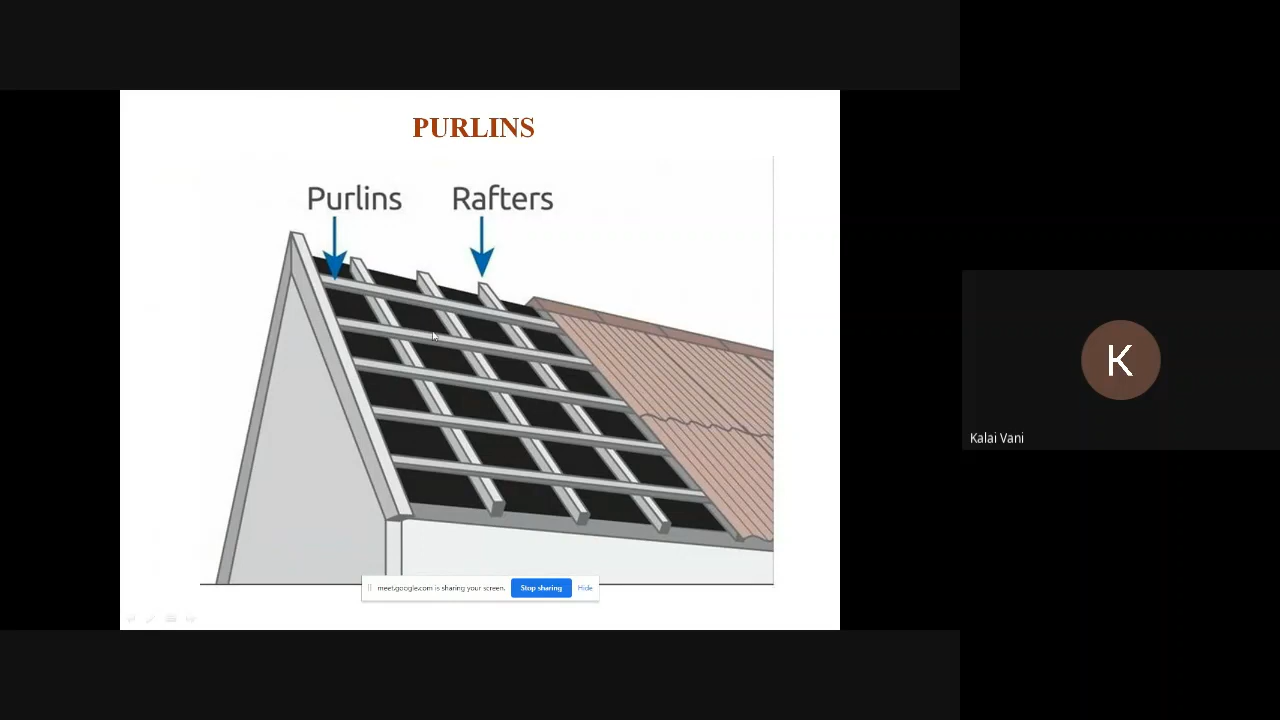 PURLINS
Purlins Rafters
K
Kalai Vani
meet.google.com is sharing your screen. Stop sharing Hide